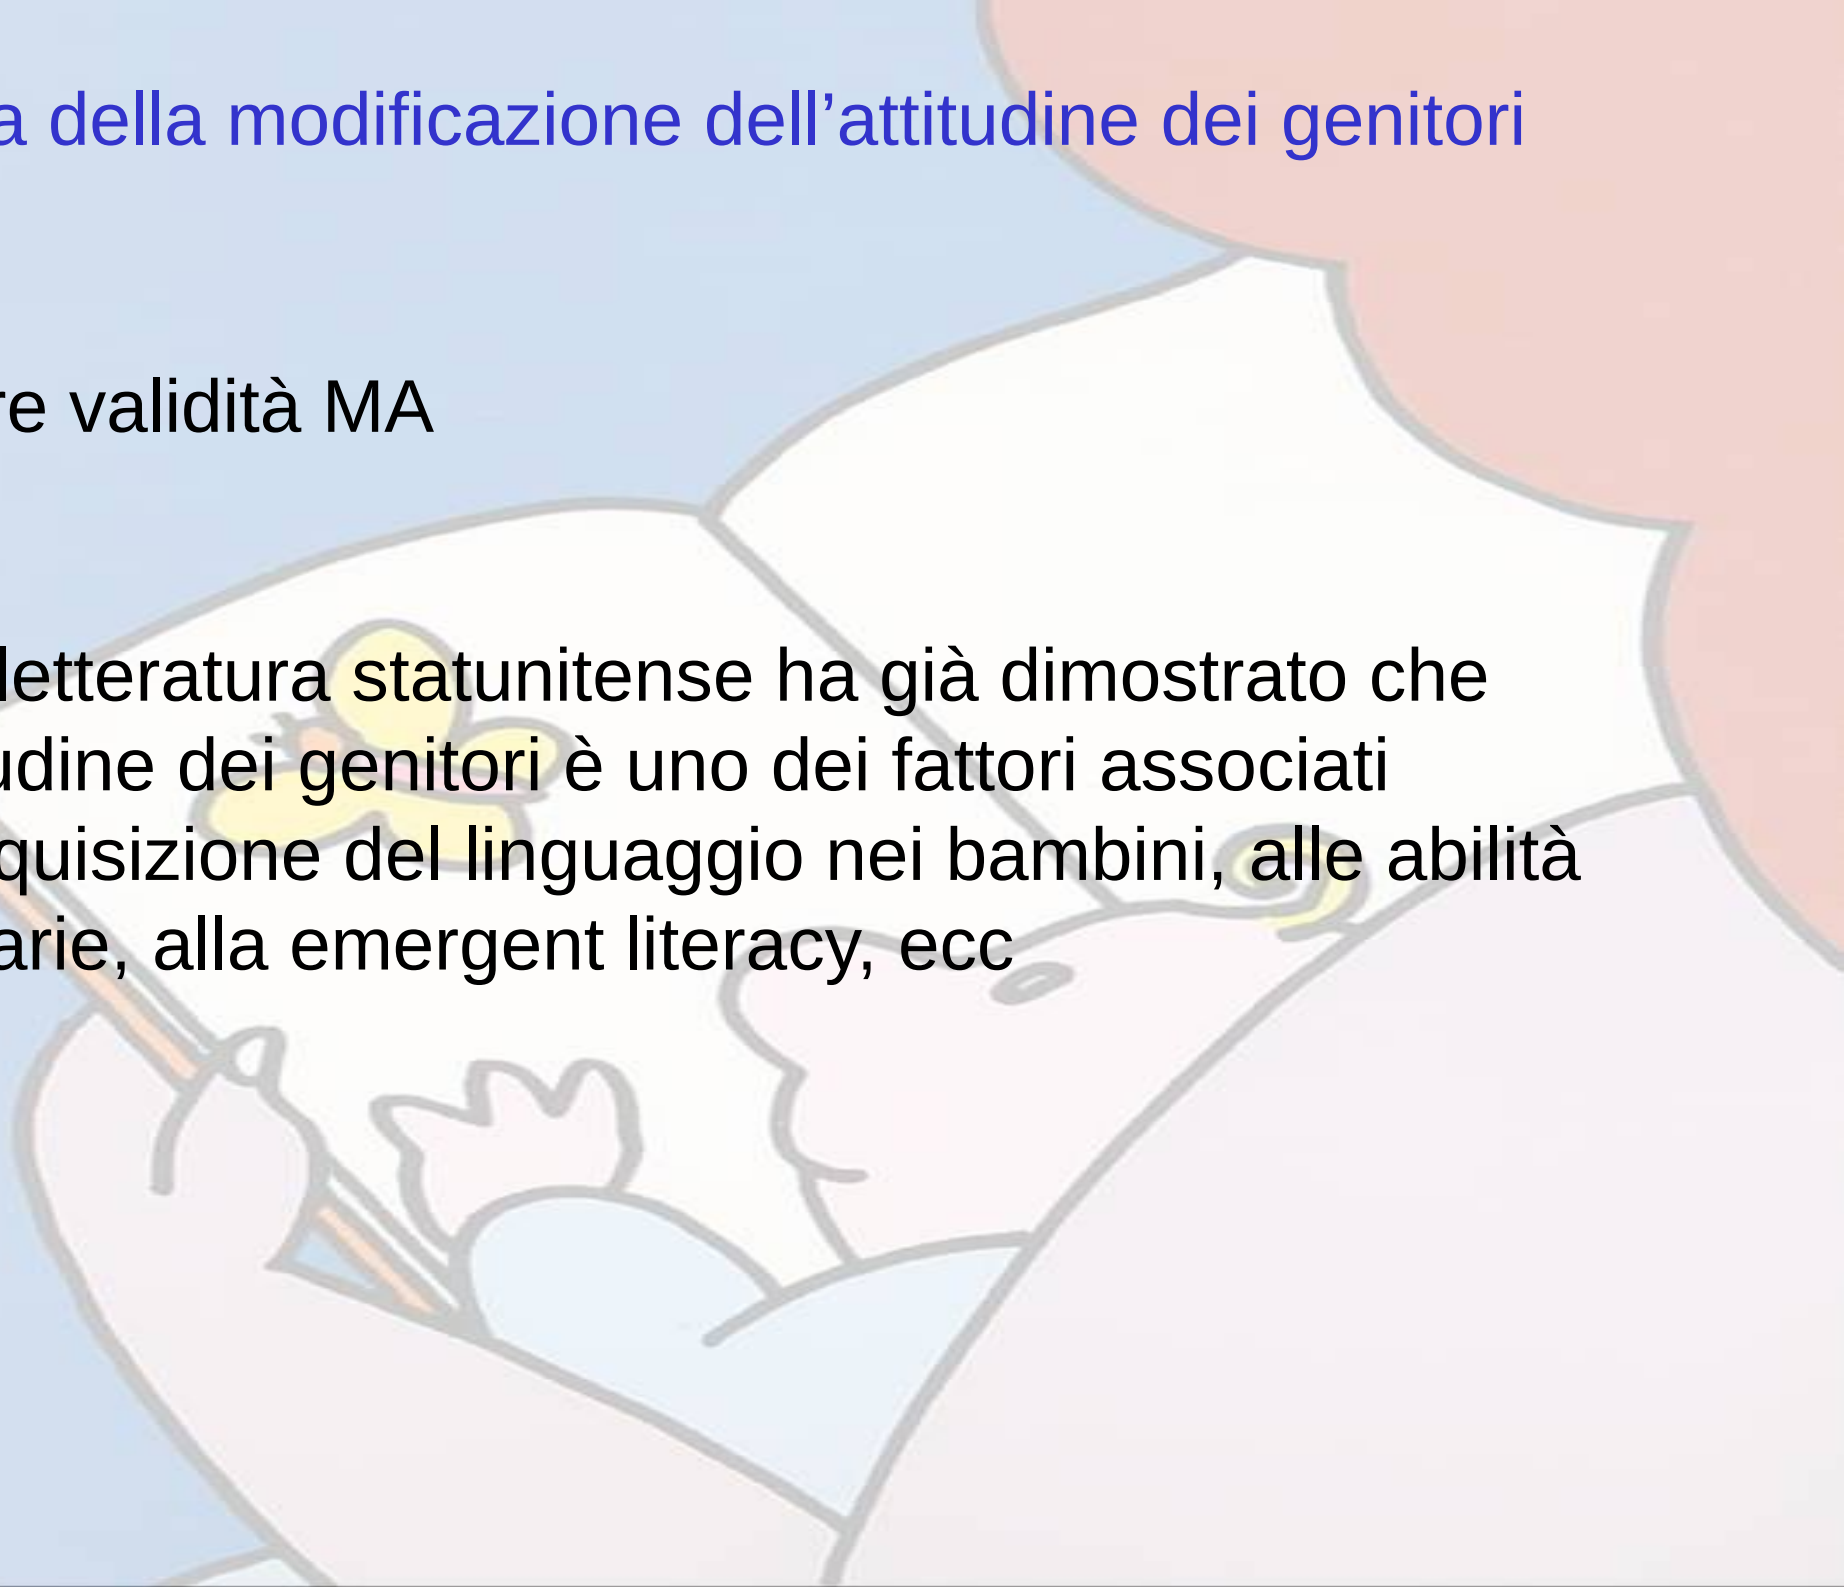 a della modificazione dell’attitudine dei genitori
re validità MA
letteratura statunitense ha già dimostrato che
udine dei genitori è uno dei fattori associati
quisizione del linguaggio nei bambini, alle abilità
arie, alla emergent literacy, ecc